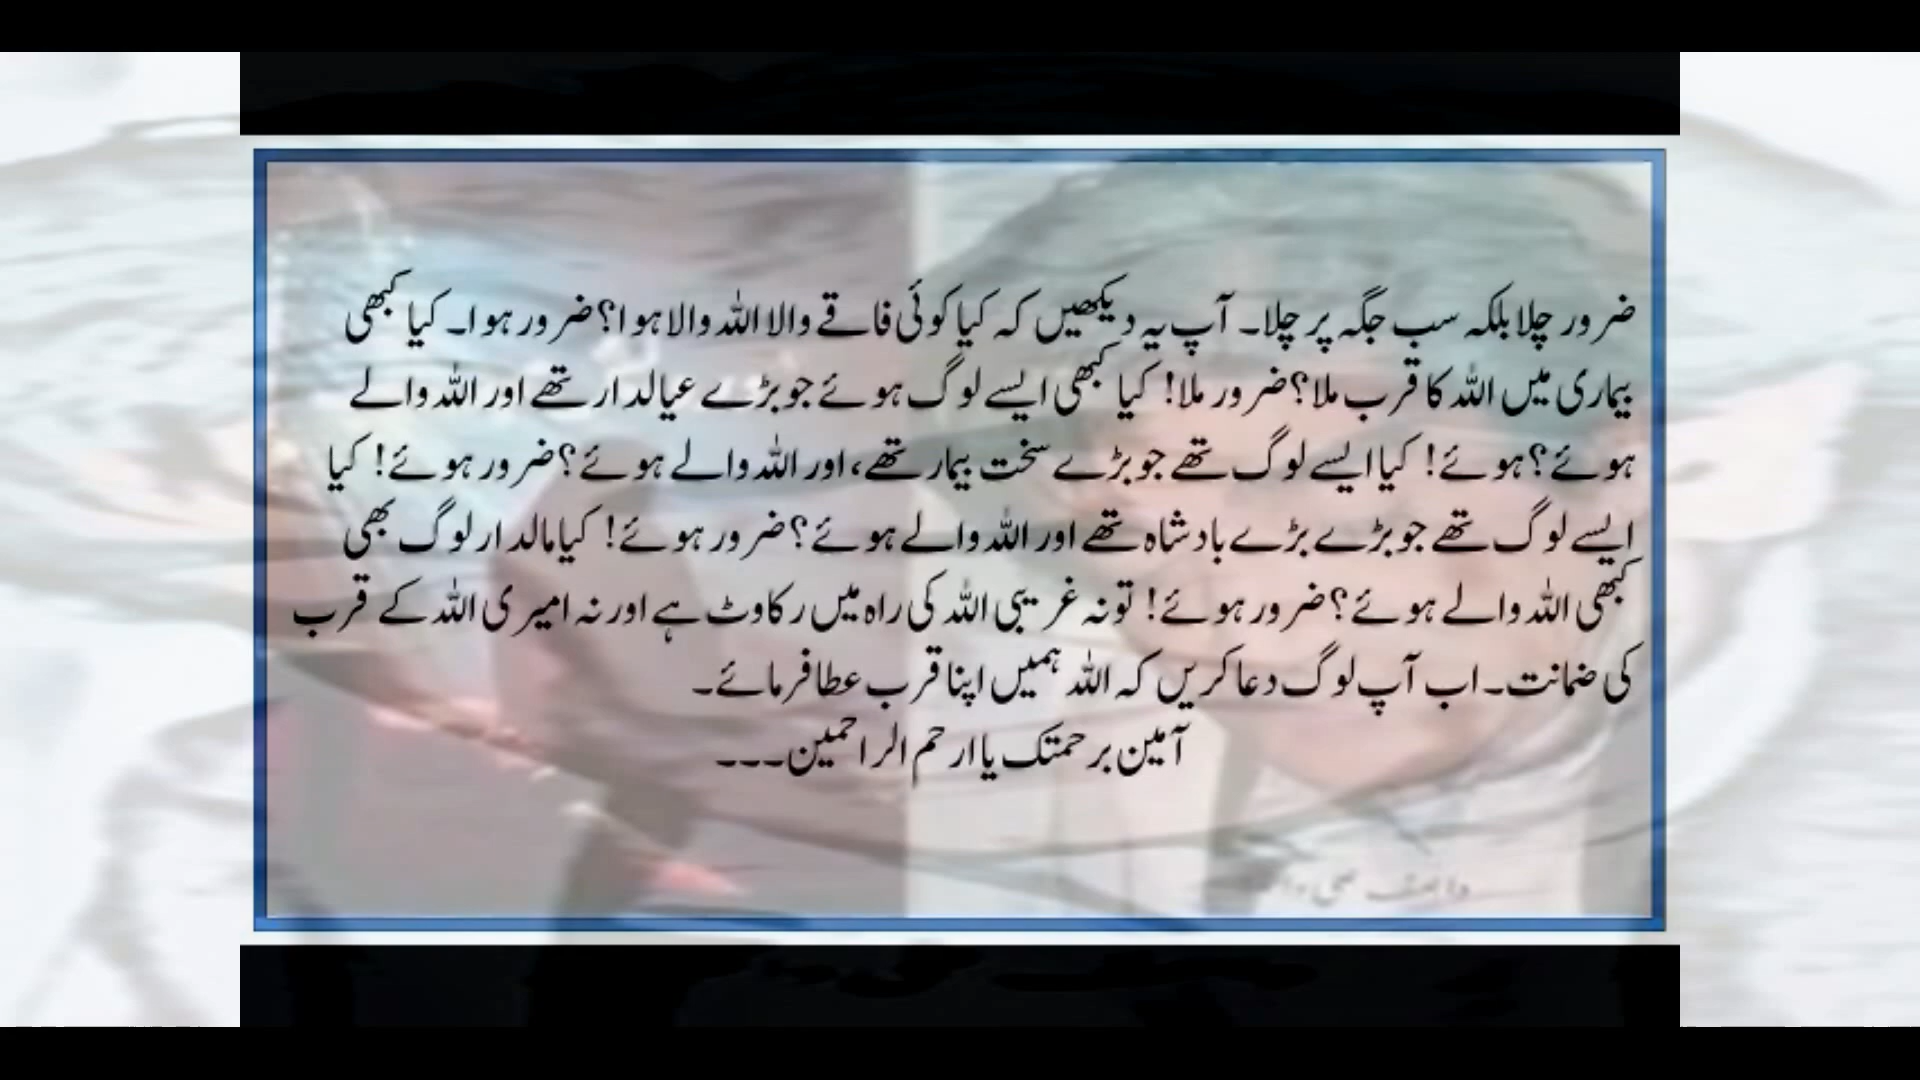 ضرور چلا بلکہ سب جگہ پر چلا۔ آپ یہ دیکھیں کہ کیا کوئی فاقے والا اللہ والا ہوا؟ ضرور ہوا۔ کیا کبھی
بیماری میں اللہ کا قرب ملا؟ ضرور ملا! کیا کبھی ایسے لوگ ہوئے جو بڑے عیالدار تھے اور اللہ والے
ہوئے؟ ہوئے! کیا ایسے لوگ تھے جو بڑے سخت بیمار تھے، اور اللہ والے ہوئے؟ ضرور ہوئے! کیا
ایسے لوگ تھے جو بڑے بڑے بادشاہ تھے اور اللہ والے ہوئے؟ ضرور ہوئے! کیا مالدار لوگ بھی
کبھی اللہ والے ہوئے؟ ضرور ہوئے! تو نہ غریبی اللہ کی راہ میں رکاوٹ ہے اور نہ امیری اللہ کے قرب
کی ضمانت۔ اب آپ لوگ دعا کریں کہ اللہ ہمیں اپنا قرب عطا فرمائے۔
آمین برحمتک یا ارحم الراحمین۔۔۔